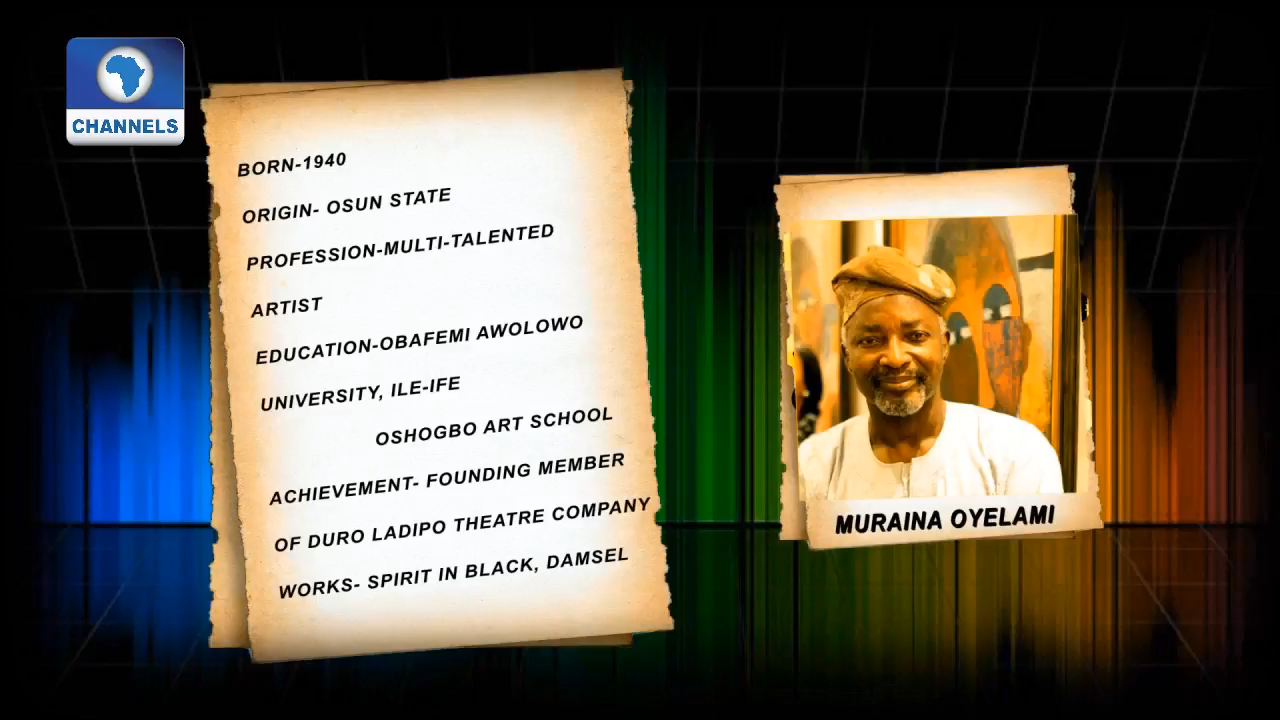 CHANNELS
BORN-1940
ORIGIN- OSUN STATE
PROFESSION-MULTI-TALENTED
ARTIST
EDUCATION-OBAFEMI AWOLOWO
UNIVERSITY, ILE-IFE
OSHOGBO ART SCHOOL
ACHIEVEMENT- FOUNDING MEMBER
OF DURO LADIPO THEATRE COMPANY
WORKS- SPIRIT IN BLACK, DAMSEL
MURAINA OYELAMI